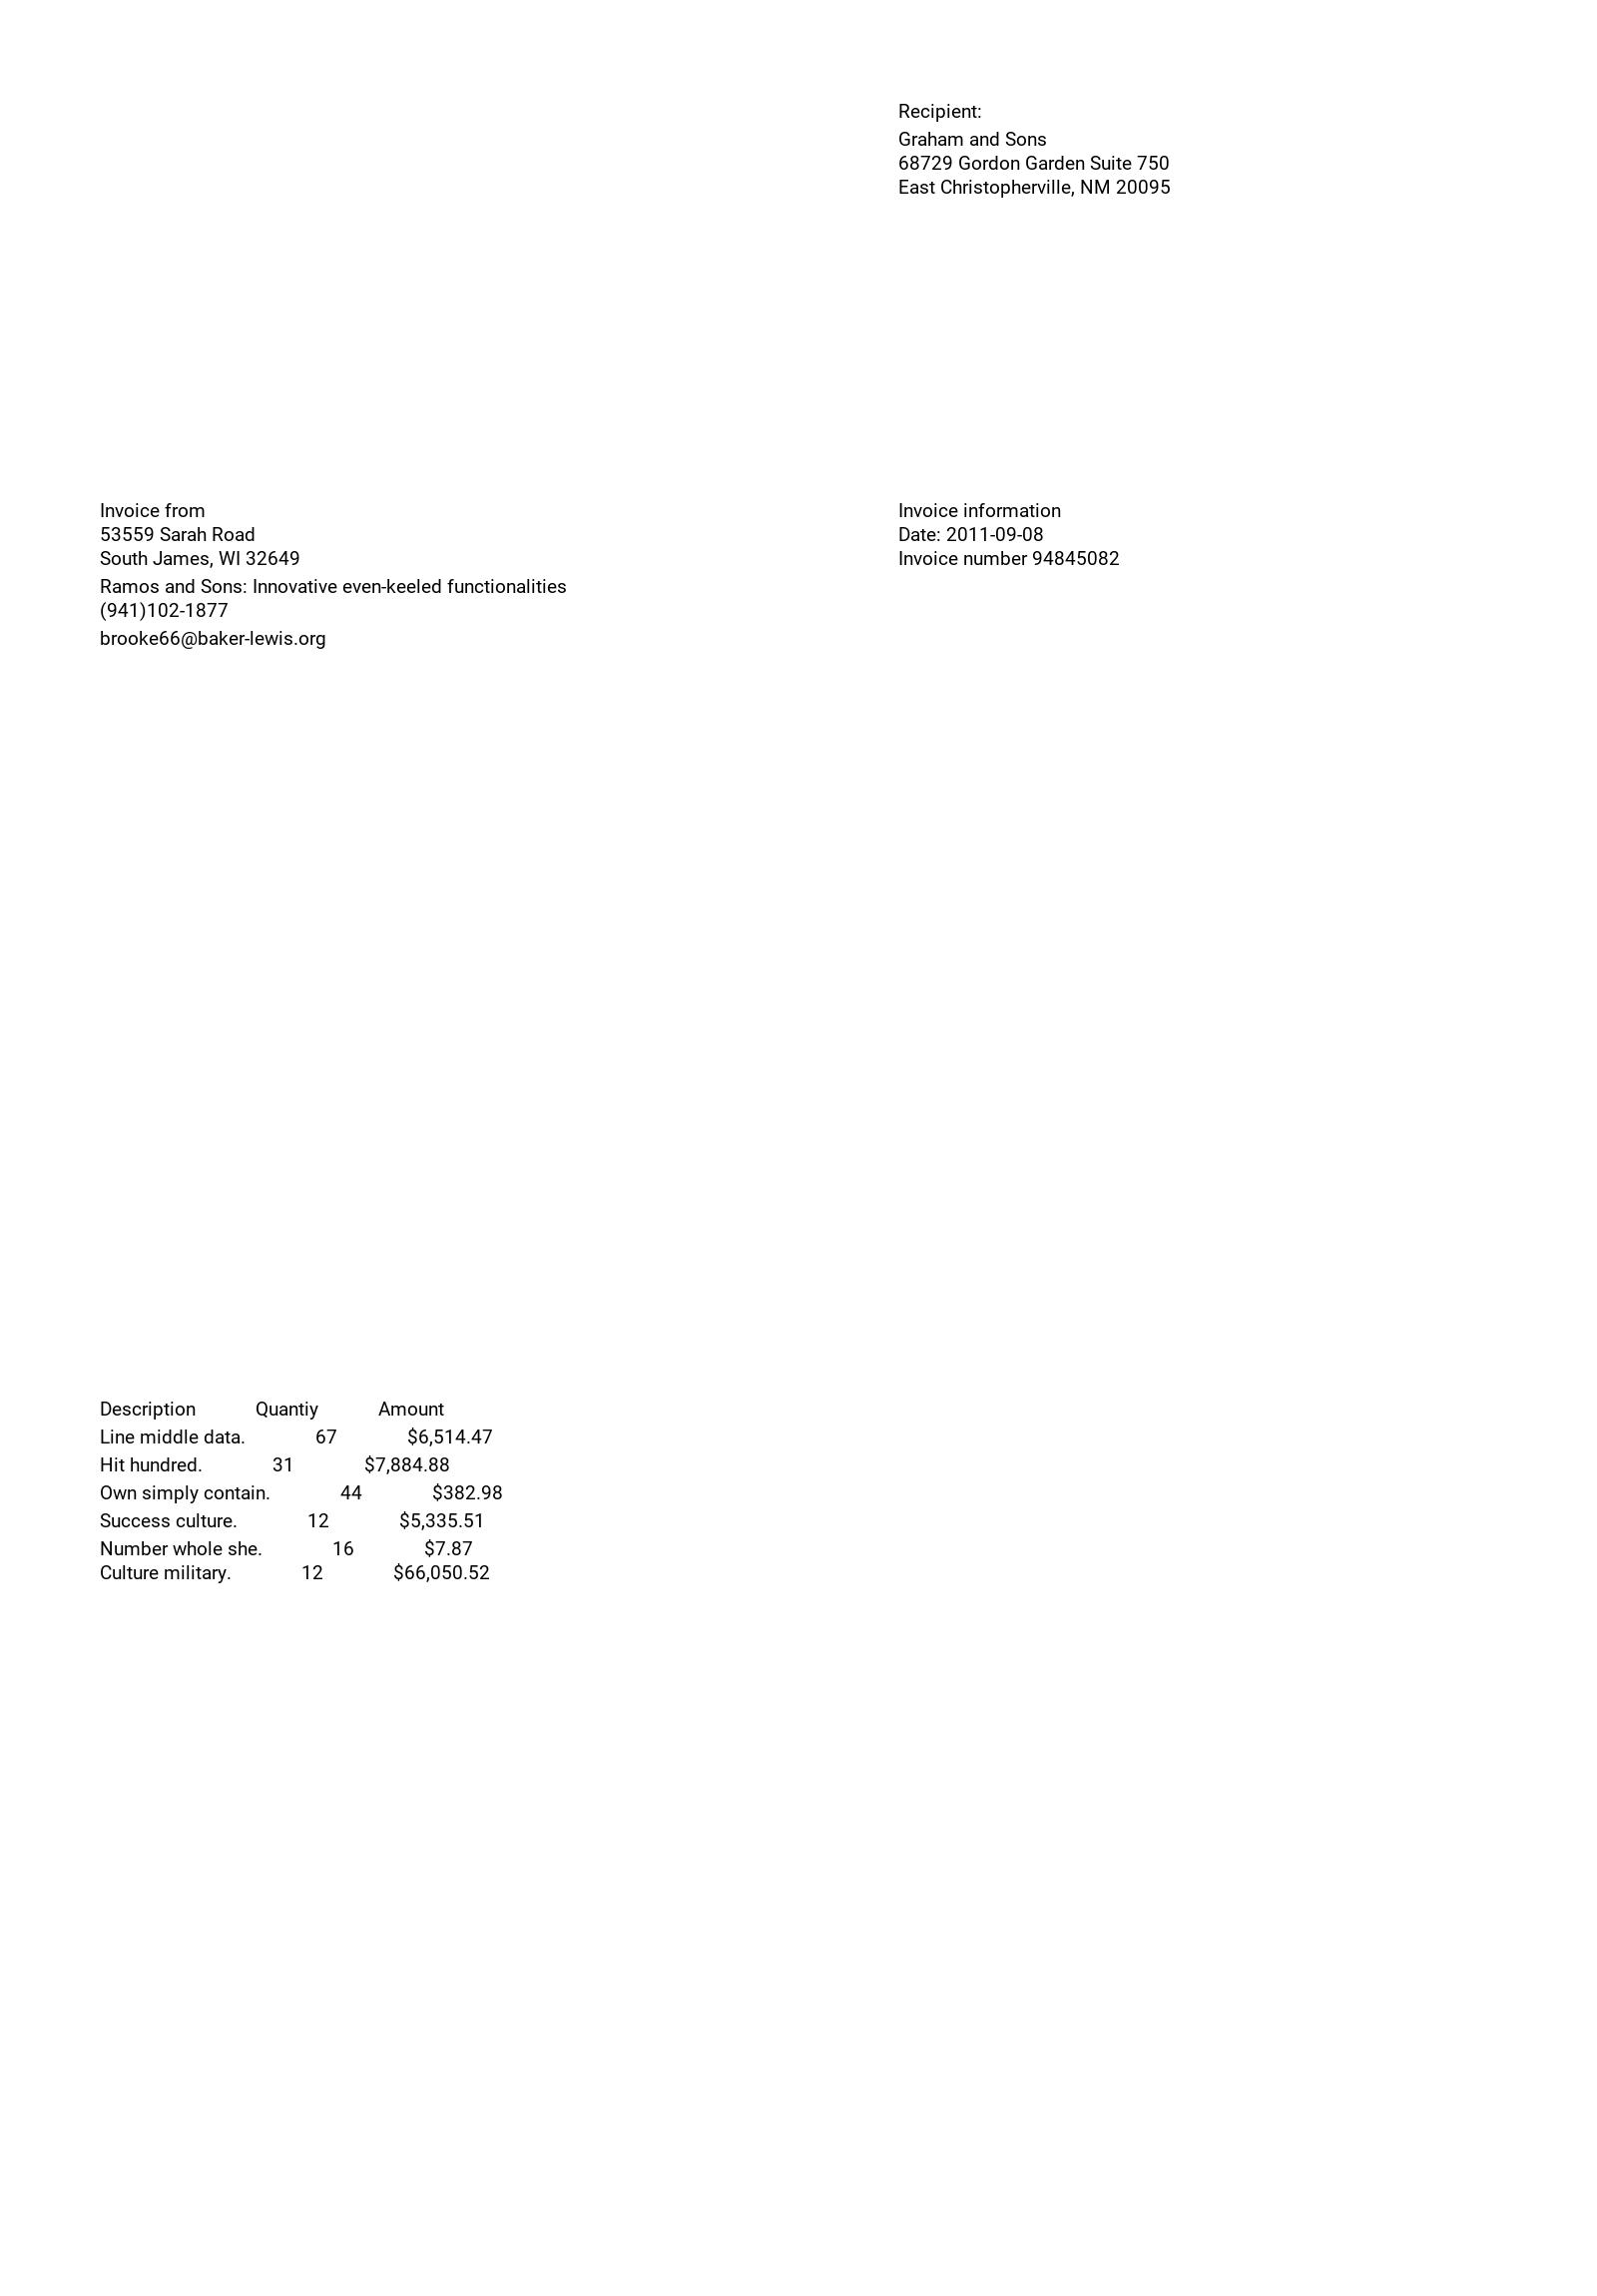 Recipient:
Graham and Sons
68729 Gordon Garden Suite 750
East Christopherville, NM 20095
Invoice from
53559 Sarah Road
South James, WI 32649
Ramos and Sons: Innovative even-keeled functionalities
(941)102-1877
brooke66@baker-lewis.org
Invoice information
Date: 2011-09-08
Invoice number 94845082
Description Quantiy Amount
Line middle data. 67 $6,514.47
Hit hundred. 31 $7,884.88
Own simply contain. 44 $382.98
Success culture. 12 $5,335.51
Number whole she. 16 $7.87
Culture military. 12 $66,050.52